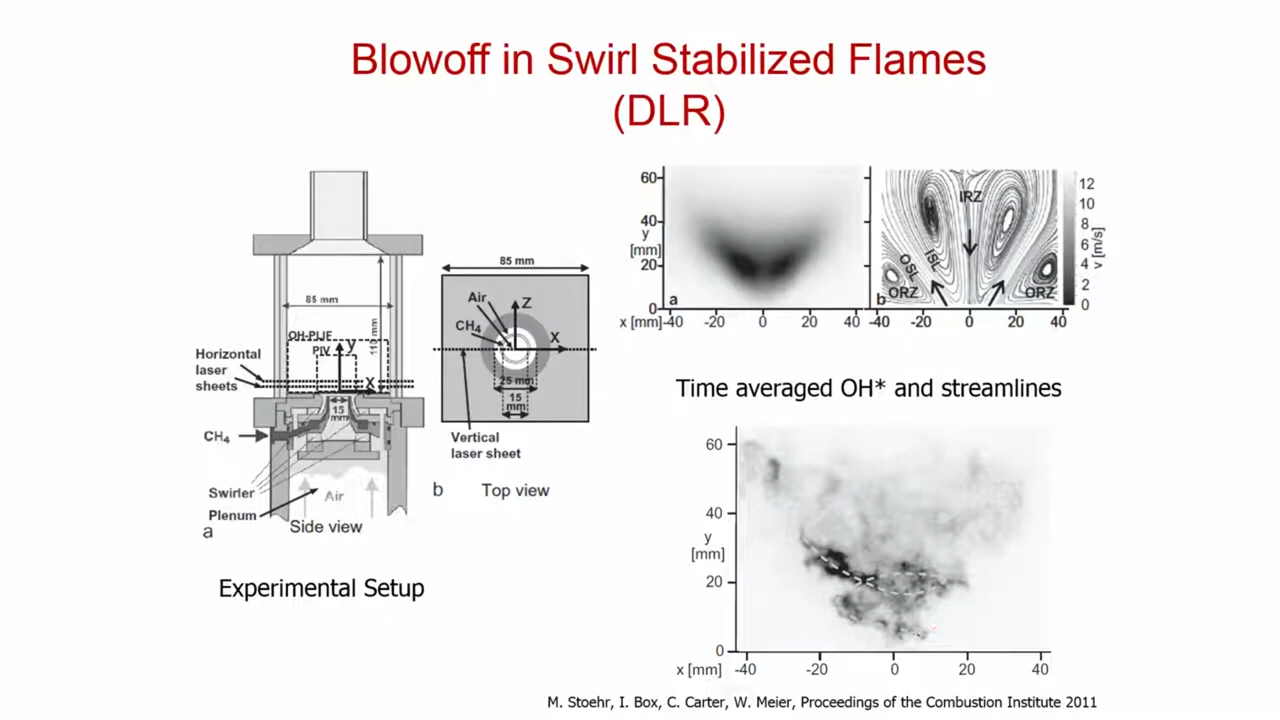 Blowoff in Swirl Stabilized Flames
(DLR)
85 mm
OH-PLIF
PIV
y
x
110 mm
Horizontal
laser
sheets
15
mm
CH4
Swirler
Plenum
Air
a
Side view
85 mm
Air
Z
CH4
X
25 mm
15
mm
Vertical
laser sheet
b
Top view
Experimental Setup
60
40
y
[mm]
20
0
a
x [mm]
-40
-20
0
20
40
IRZ
ISL
OSL
ORZ
ORZ
b
-40
-20
0
20
40
12
10
8
6
4
2
0
v [m/s]
Time averaged OH* and streamlines
60
40
y
[mm]
20
0
x [mm]
-40
-20
0
20
40
M. Stoehr, I. Box, C. Carter, W. Meier, Proceedings of the Combustion Institute 2011